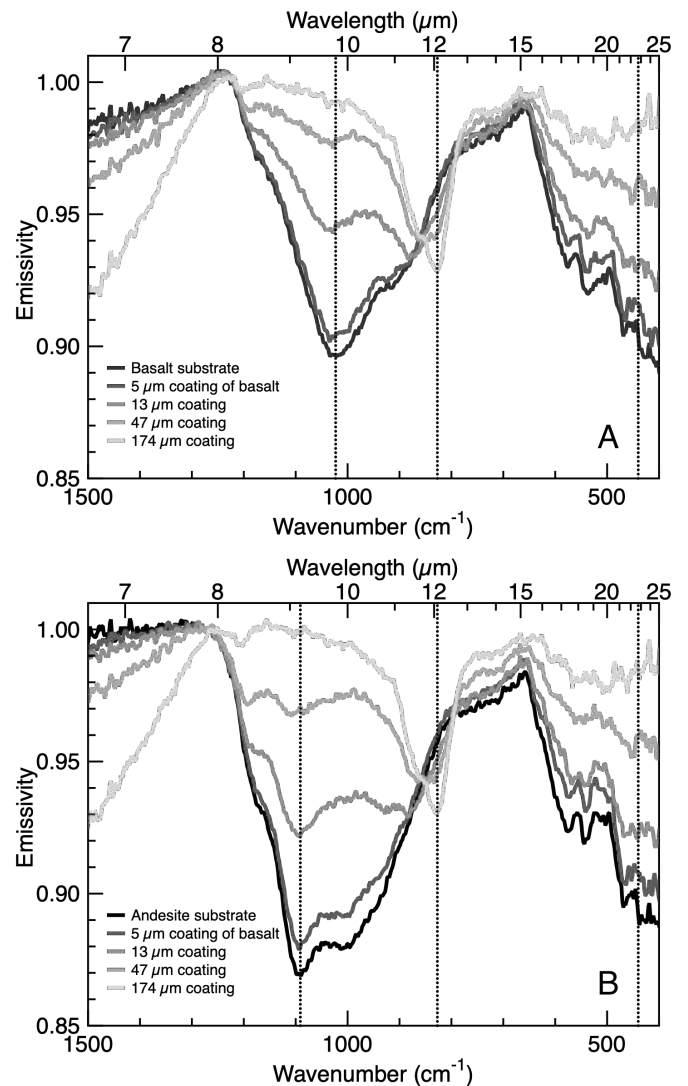 Wavelength (µm)
7 8 10 12 15 20 25
1.00
0.95
0.90
0.85
Emissivity
Basalt substrate
5 µm coating of basalt
13 µm coating
47 µm coating
174 µm coating
A
1500 1000 500
Wavenumber (cm⁻¹)
Wavelength (µm)
7 8 10 12 15 20 25
1.00
0.95
0.90
0.85
Emissivity
Andesite substrate
5 µm coating of basalt
13 µm coating
47 µm coating
174 µm coating
B
1500 1000 500
Wavenumber (cm⁻¹)